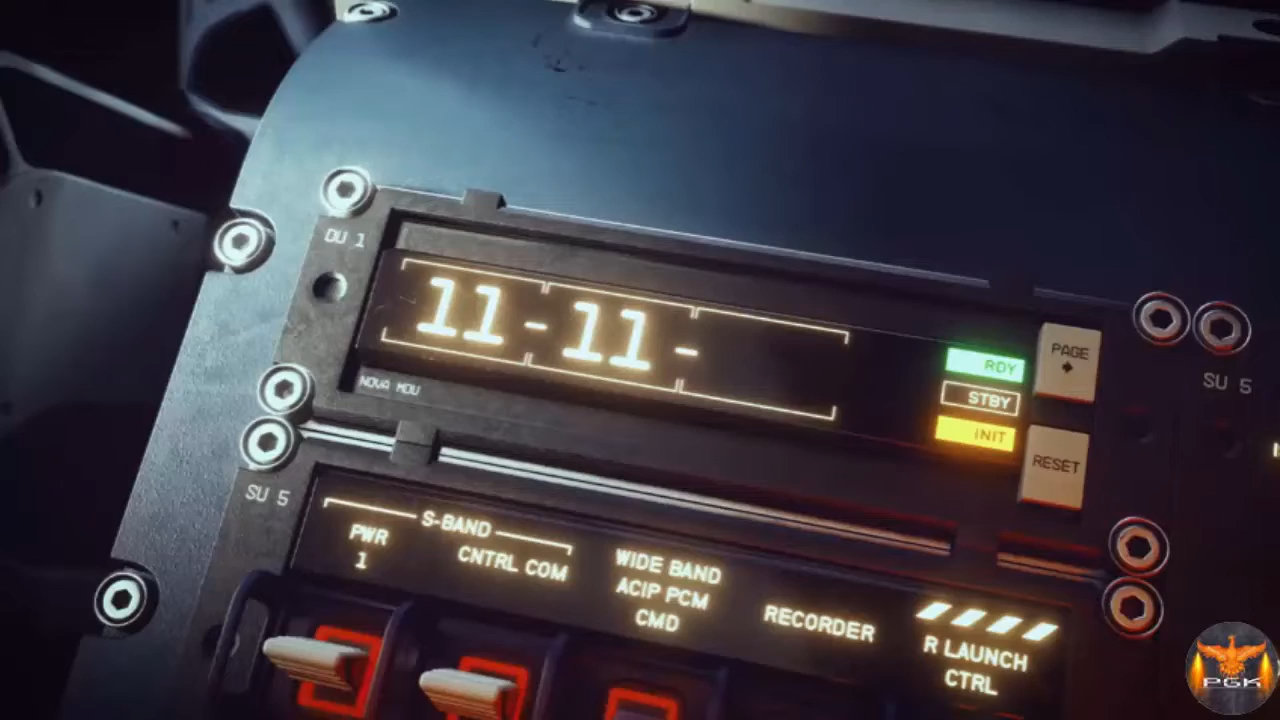 DU 1
11-11-
NOVA MDU
RDY
STBY
INIT
PAGE
RESET
SU 5
SU 5
S-BAND
PWR
1
CNTRL COM
WIDE BAND
ACIP PCM
CMD
RECORDER
R LAUNCH
CTRL
PGK